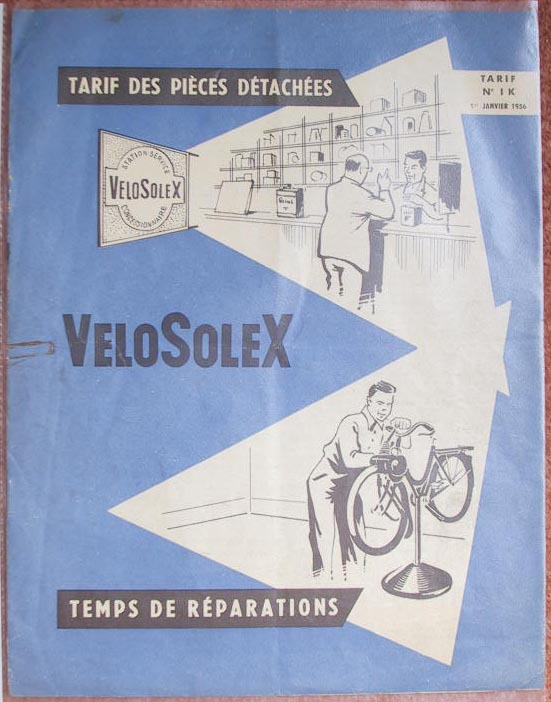 TARIF DES PIÈCES DÉTACHÉES
TARIF
N° 1 K
1er JANVIER 1956
STATION-SERVICE
VELOSOLEX
CONCESSIONNAIRE
VELOSOLEX
TEMPS DE RÉPARATIONS